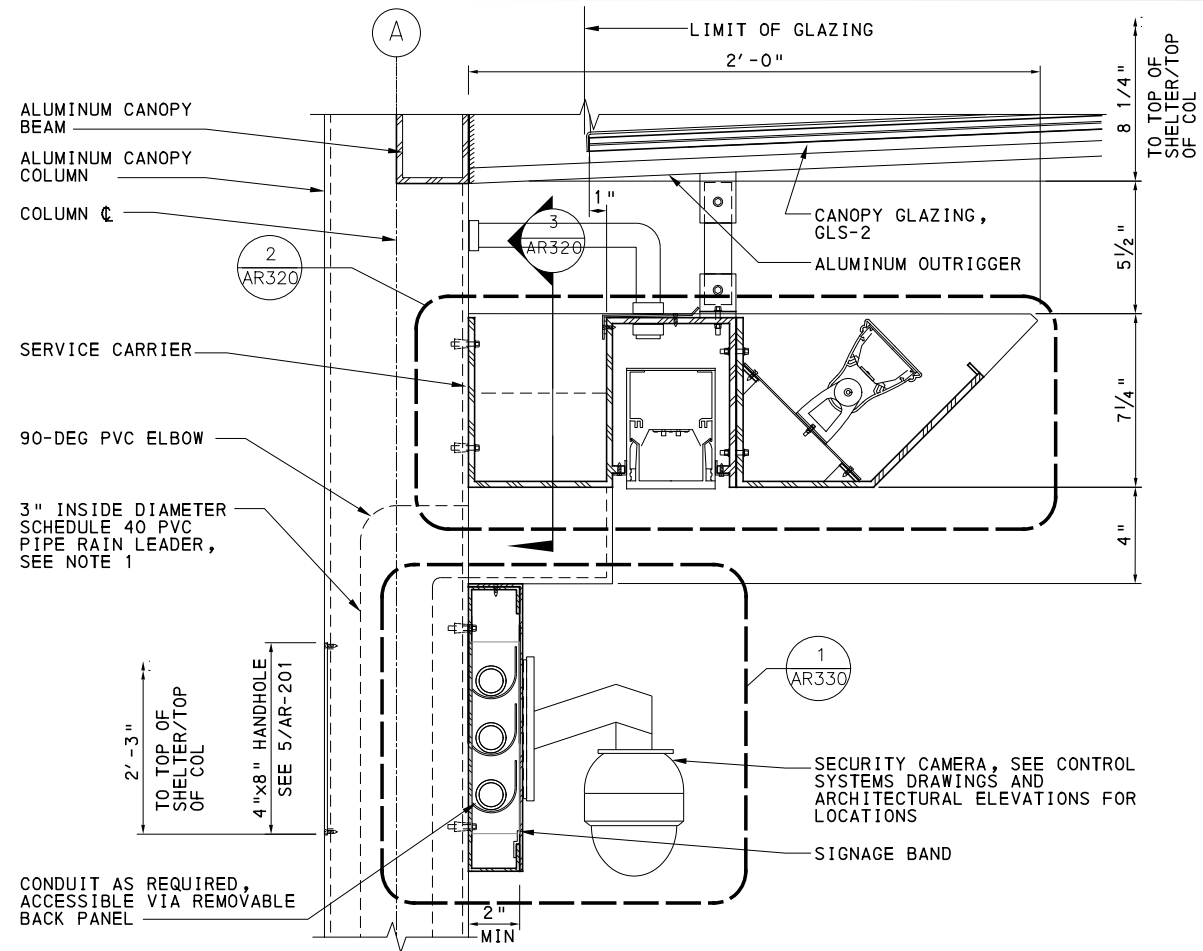 A
LIMIT OF GLAZING
2'-0"
8 1/4"
TO TOP OF
SHELTER/TOP
OF COL
ALUMINUM CANOPY
BEAM
ALUMINUM CANOPY
COLUMN
COLUMN ℄
1"
3
AR320
CANOPY GLAZING,
GLS-2
ALUMINUM OUTRIGGER
5½"
2
AR320
SERVICE CARRIER
7¼"
90-DEG PVC ELBOW
3" INSIDE DIAMETER
SCHEDULE 40 PVC
PIPE RAIN LEADER,
SEE NOTE 1
4"
1
AR330
2'-3"
TO TOP OF
SHELTER/TOP
OF COL
4"x8" HANDHOLE
SEE 5/AR-201
SECURITY CAMERA, SEE CONTROL
SYSTEMS DRAWINGS AND
ARCHITECTURAL ELEVATIONS FOR
LOCATIONS
SIGNAGE BAND
CONDUIT AS REQUIRED,
ACCESSIBLE VIA REMOVABLE
BACK PANEL
2"
MIN